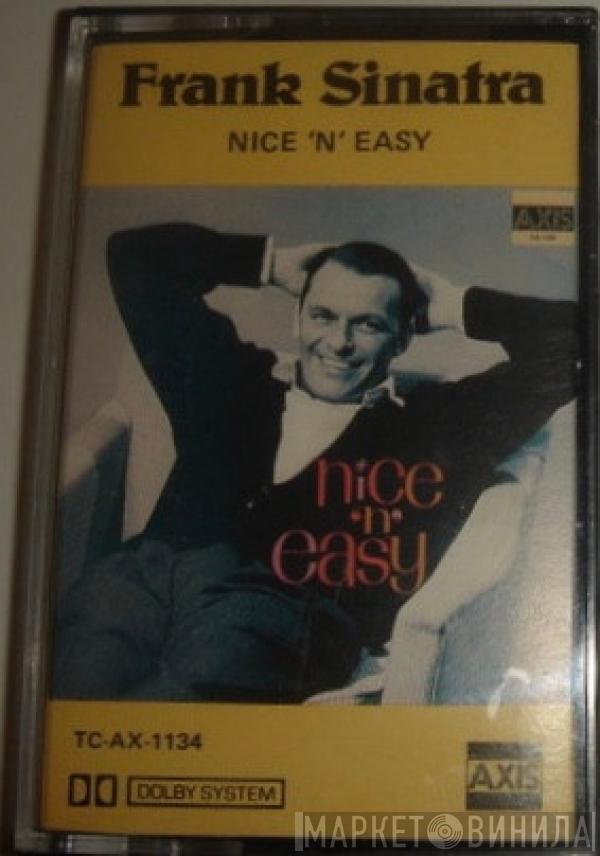 Frank Sinatra
NICE 'N' EASY
AXIS
nice
'n'
easy
TC-AX-1134
DOLBY SYSTEM
AXIS
МАРКЕТ ВИНИЛА